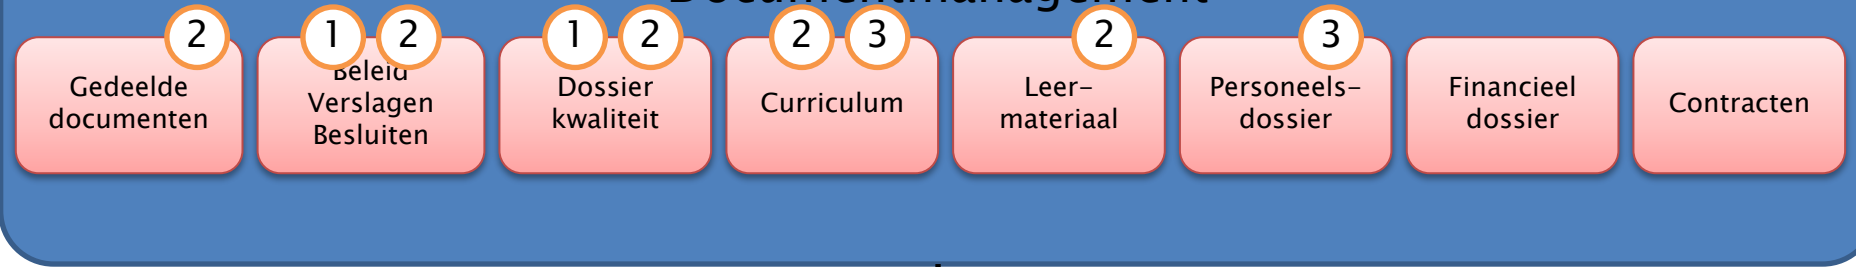 Documentmanagement
2
Gedeelde
documenten
1 2
Beleid
Verslagen
Besluiten
1 2
Dossier
kwaliteit
2 3
Curriculum
2
Leer-
materiaal
3
Personeels-
dossier
Financieel
dossier
Contracten